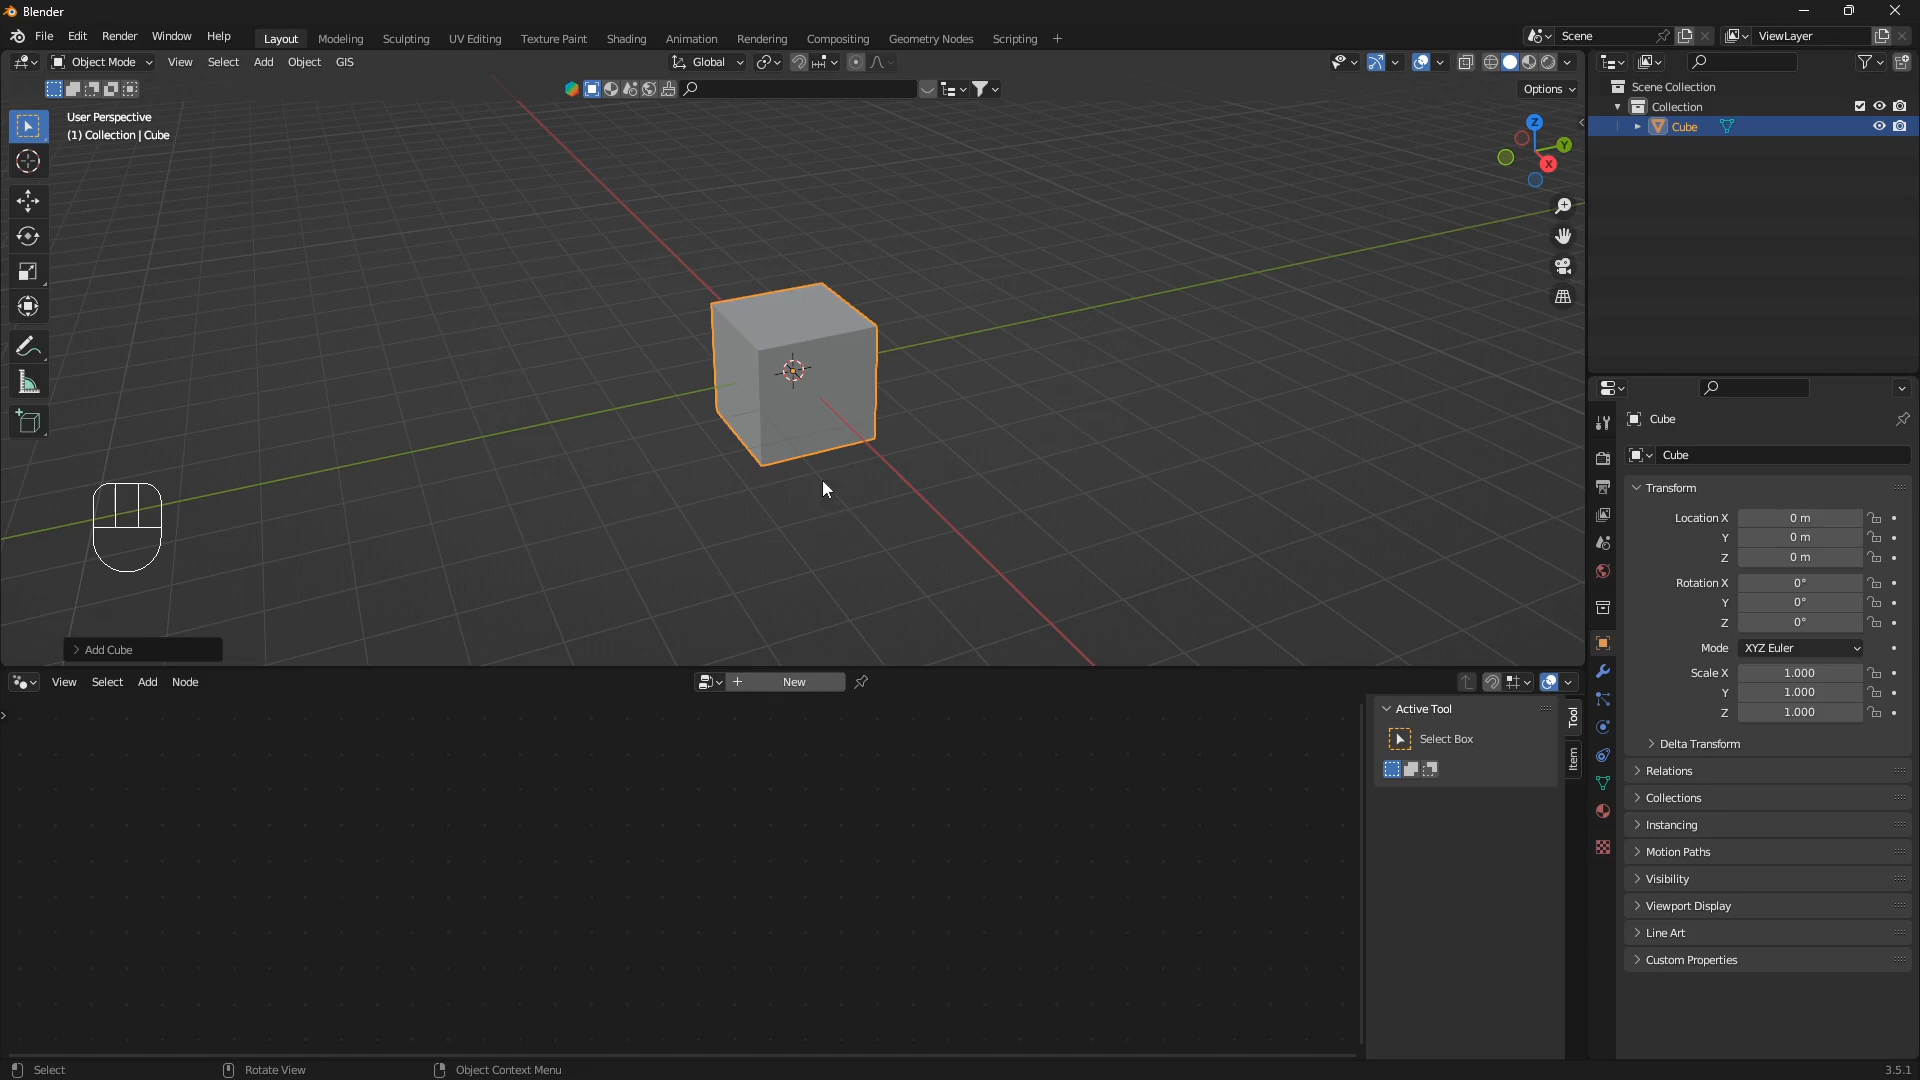 Blender
File Edit Render Window Help Layout Modeling Sculpting UV Editing Texture Paint Shading Animation Rendering Compositing Geometry Nodes Scripting + Scene ViewLayer
Object Mode View Select Add Object GIS Global
Options
User Perspective
(1) Collection | Cube
Z
Y
X
Scene Collection
Collection
Cube
Cube
Cube
Transform
Location X 0 m
Y 0 m
Z 0 m
Rotation X 0°
Y 0°
Z 0°
Mode XYZ Euler
Scale X 1.000
Y 1.000
Z 1.000
Delta Transform
Relations
Collections
Instancing
Motion Paths
Visibility
Viewport Display
Line Art
Custom Properties
Add Cube
View Select Add Node New
Active Tool
Select Box
Tool
Item
Select Rotate View Object Context Menu 3.5.1